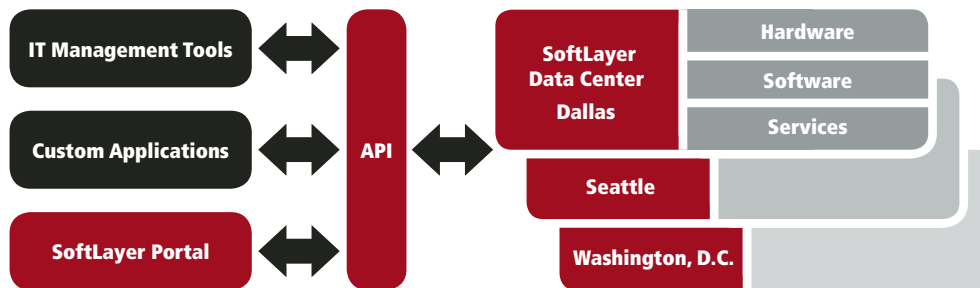 IT Management Tools
Custom Applications
SoftLayer Portal
API
SoftLayer
Data Center
Dallas
Hardware
Software
Services
Seattle
Washington, D.C.